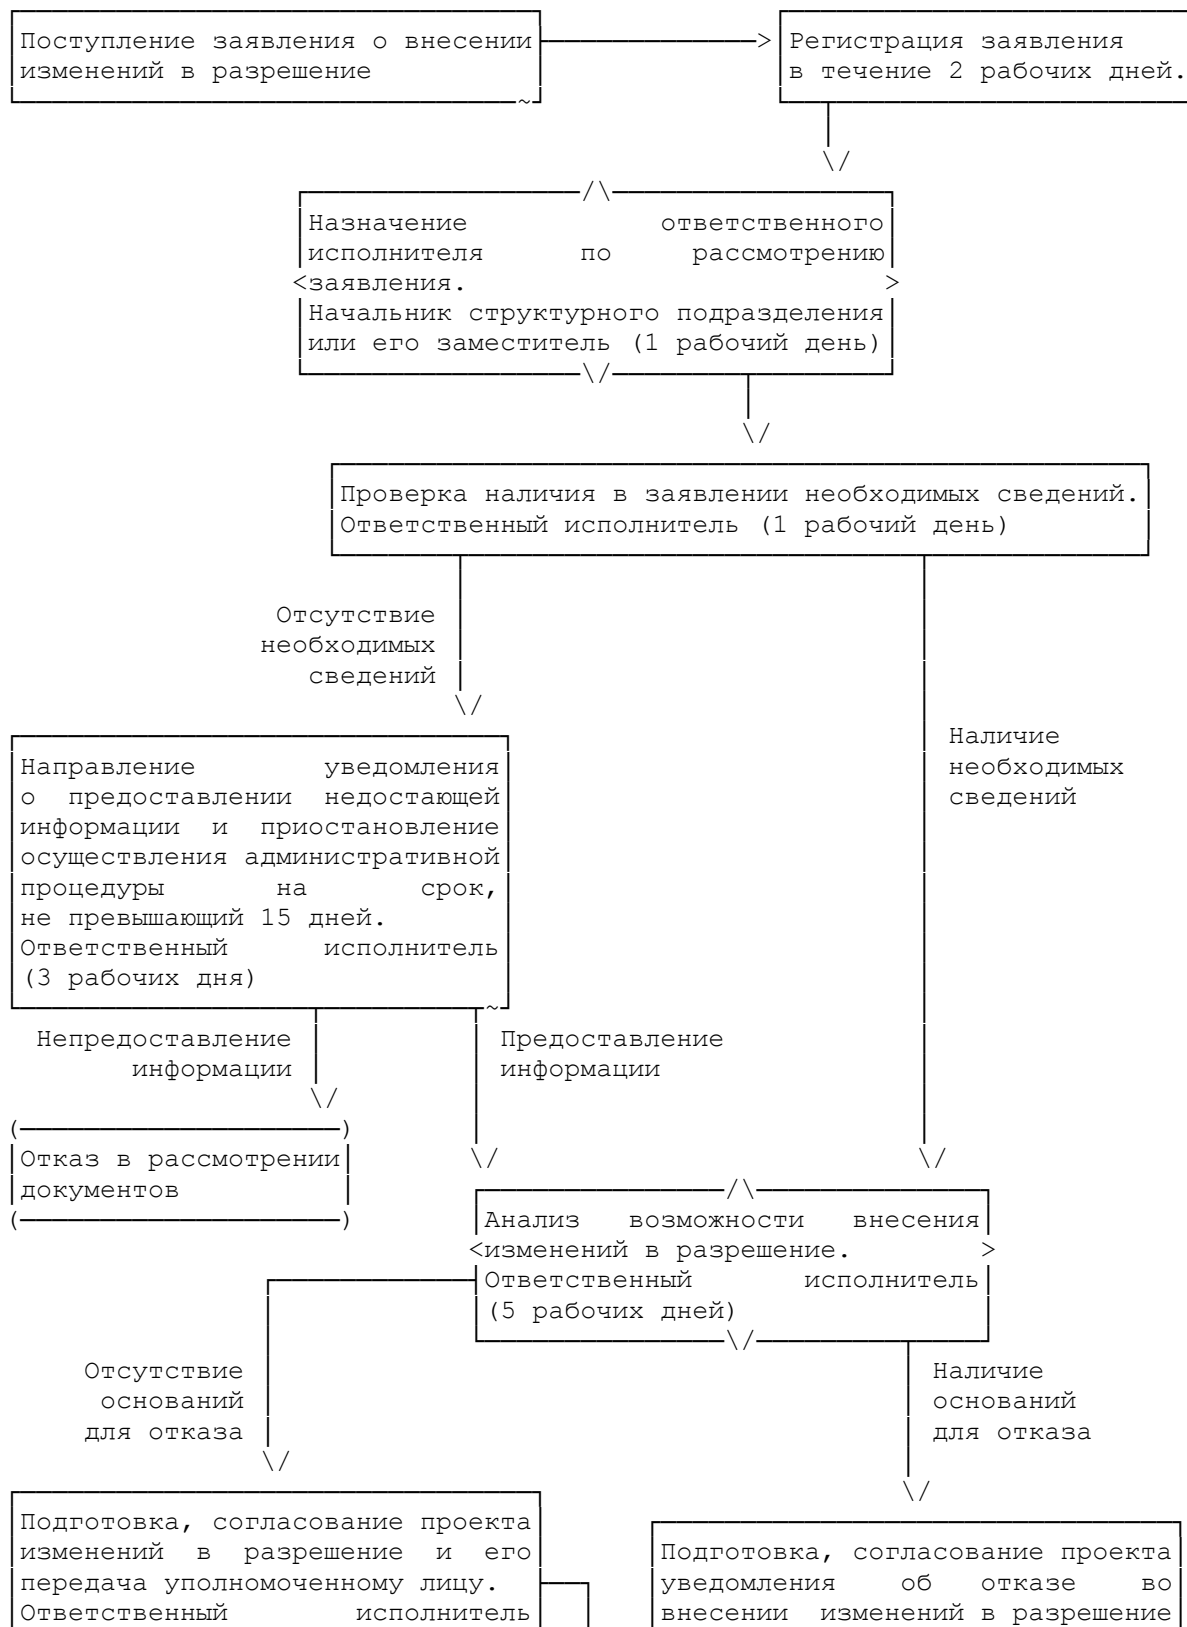 Поступление заявления о внесении
изменений в разрешение
Регистрация заявления
в течение 2 рабочих дней.
Назначение ответственного
исполнителя по рассмотрению
заявления.
Начальник структурного подразделения
или его заместитель (1 рабочий день)
Проверка наличия в заявлении необходимых сведений.
Ответственный исполнитель (1 рабочий день)
Отсутствие
необходимых
сведений
Наличие
необходимых
сведений
Направление уведомления
о предоставлении недостающей
информации и приостановление
осуществления административной
процедуры на срок,
не превышающий 15 дней.
Ответственный исполнитель
(3 рабочих дня)
Непредоставление
информации
Предоставление
информации
Отказ в рассмотрении
документов
Анализ возможности внесения
изменений в разрешение.
Ответственный исполнитель
(5 рабочих дней)
Отсутствие
оснований
для отказа
Наличие
оснований
для отказа
Подготовка, согласование проекта
изменений в разрешение и его
передача уполномоченному лицу.
Ответственный исполнитель
Подготовка, согласование проекта
уведомления об отказе во
внесении изменений в разрешение